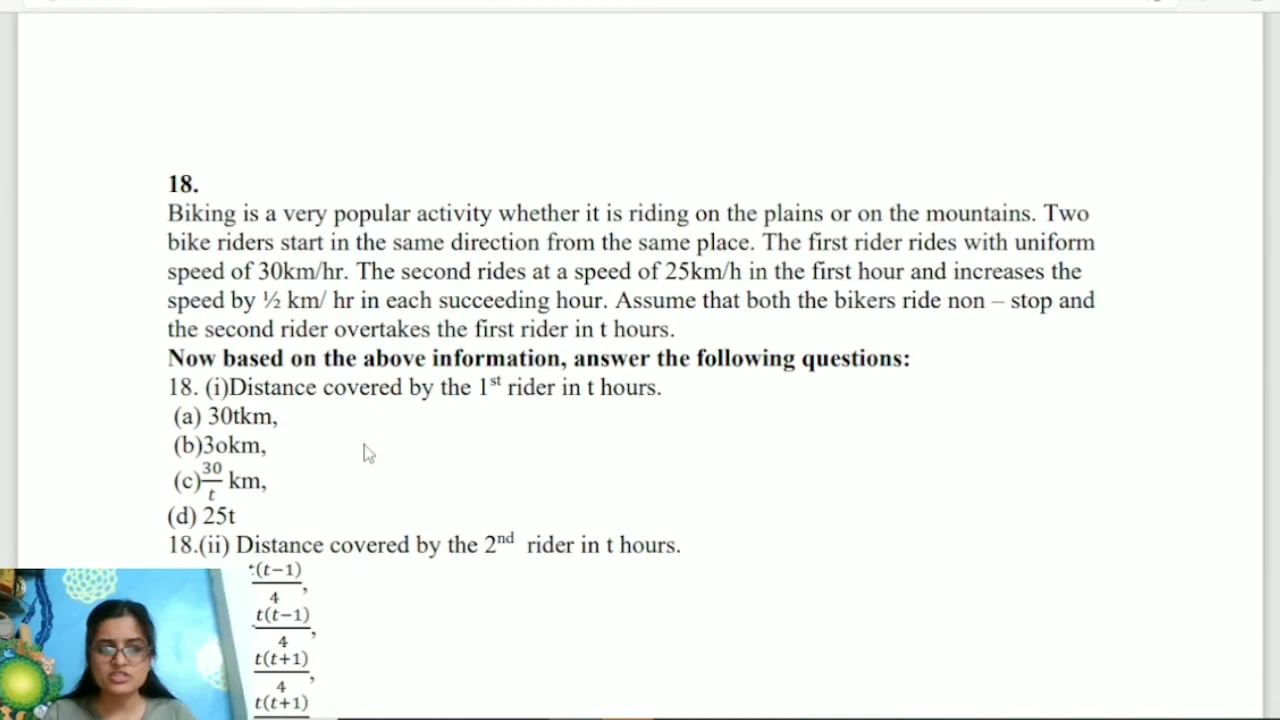 18.
Biking is a very popular activity whether it is riding on the plains or on the mountains. Two
bike riders start in the same direction from the same place. The first rider rides with uniform
speed of 30km/hr. The second rides at a speed of 25km/h in the first hour and increases the
speed by ½ km/ hr in each succeeding hour. Assume that both the bikers ride non – stop and
the second rider overtakes the first rider in t hours.
Now based on the above information, answer the following questions:
18. (i)Distance covered by the 1st rider in t hours.
(a) 30tkm,
(b)3okm,
(c) 30/t km,
(d) 25t
18.(ii) Distance covered by the 2nd rider in t hours.
(t−1)/4,
t(t−1)/4,
t(t+1)/4,
t(t+1)